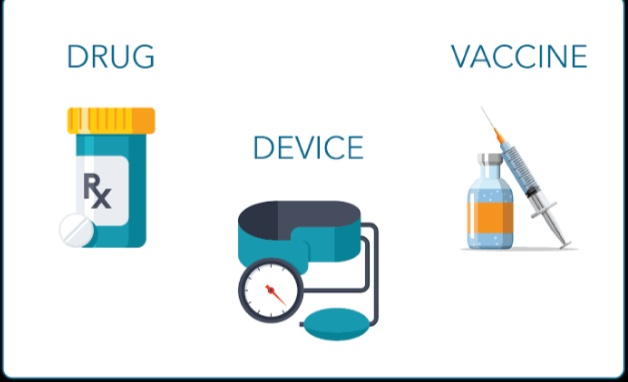 DRUG
VACCINE
DEVICE
Rx